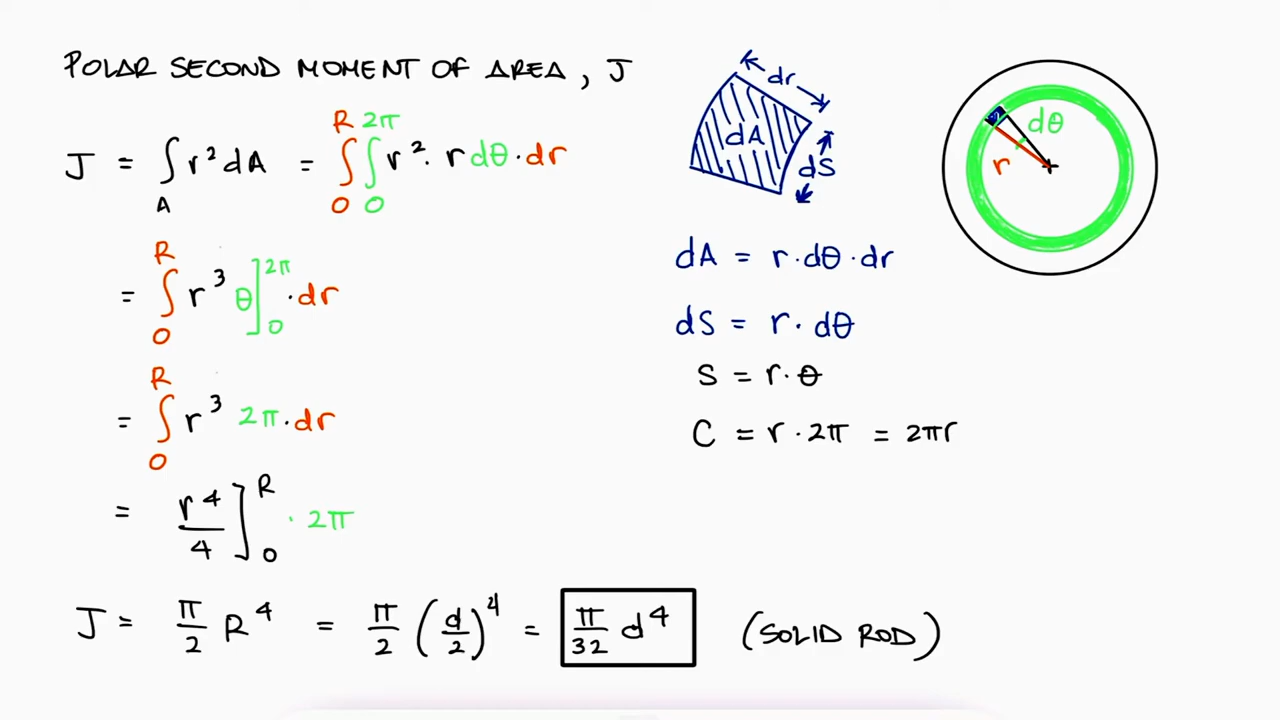 POLAR SECOND MOMENT OF AREA, J
J = ∫_A r² dA = ∫_0^R ∫_0^{2π} r² · r dθ · dr
= ∫_0^R r³ θ]_0^{2π} · dr
= ∫_0^R r³ 2π · dr
= r⁴/4]_0^R · 2π
J = π/2 R⁴ = π/2 (d/2)⁴ = π/32 d⁴ (SOLID ROD)
dr
dA
dS
dA = r · dθ · dr
dS = r · dθ
S = r · θ
C = r · 2π = 2πr
dθ
r